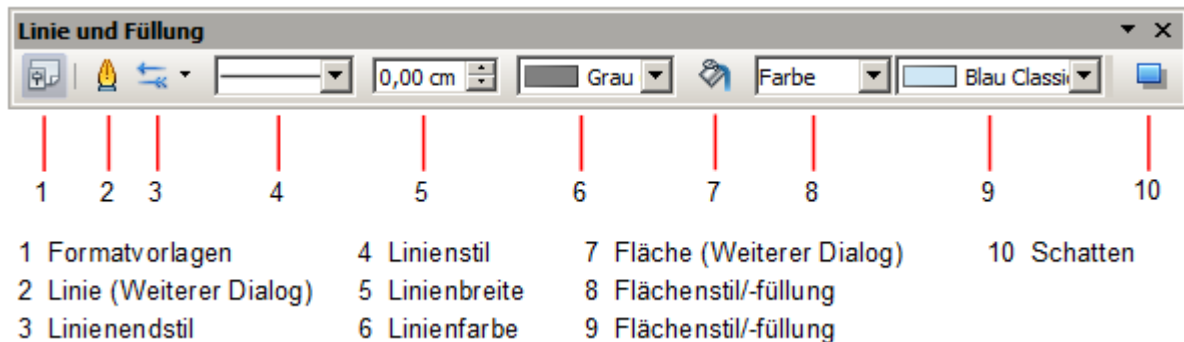 Linie und Füllung
0,00 cm Grau Farbe Blau Classi
1 2 3 4 5 6 7 8 9 10
1 Formatvorlagen 4 Linienstil 7 Fläche (Weiterer Dialog) 10 Schatten
2 Linie (Weiterer Dialog) 5 Linienbreite 8 Flächenstil/-füllung
3 Linienendstil 6 Linienfarbe 9 Flächenstil/-füllung